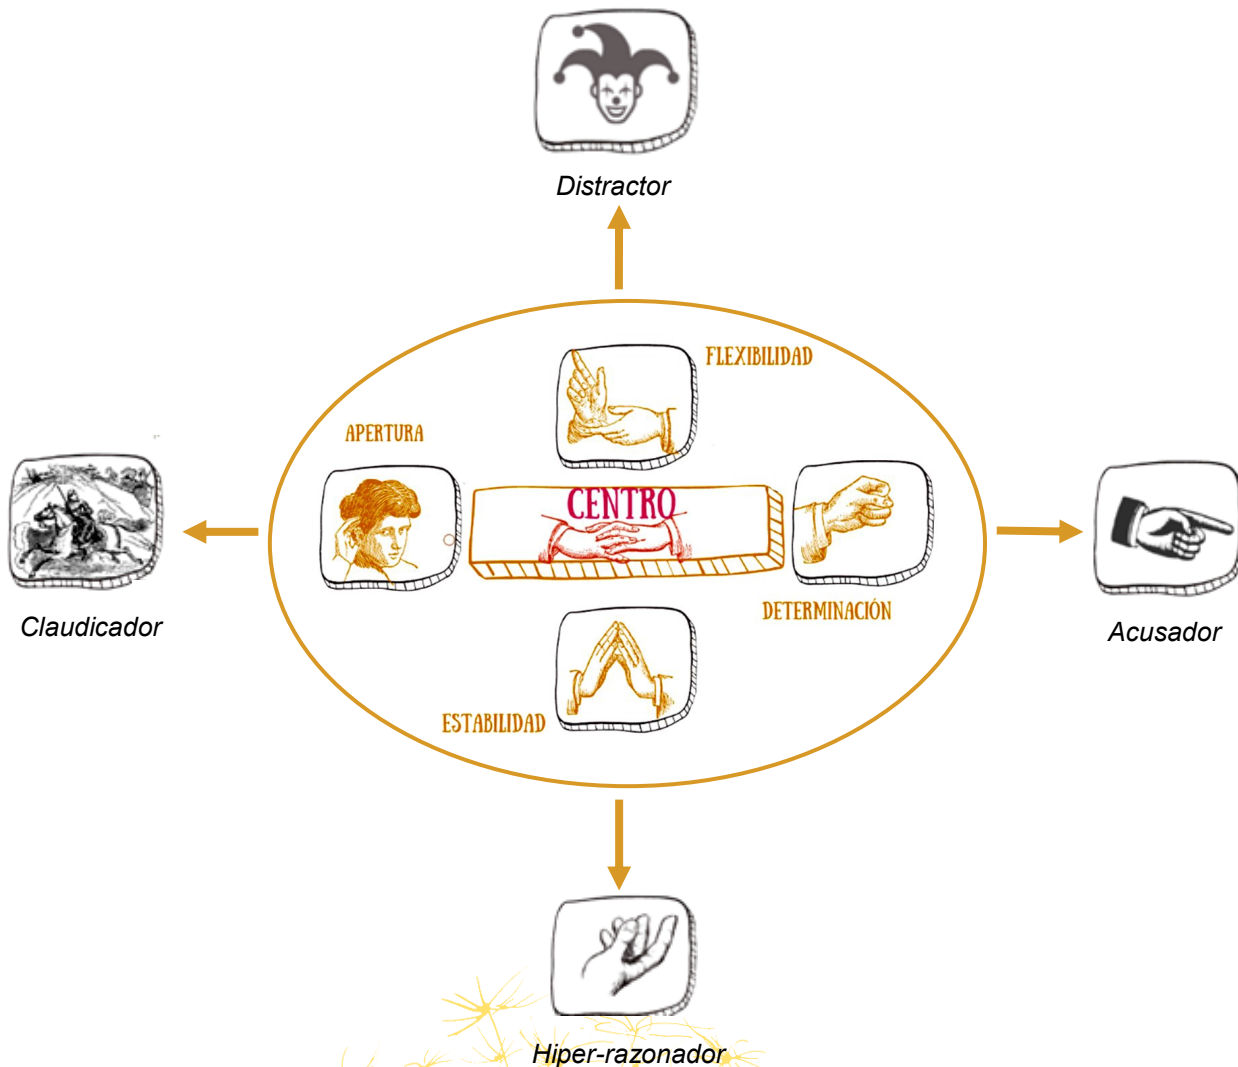 Distractor
FLEXIBILIDAD
APERTURA
CENTRO
Claudicador
DETERMINACIÓN
Acusador
ESTABILIDAD
Hiper-razonador